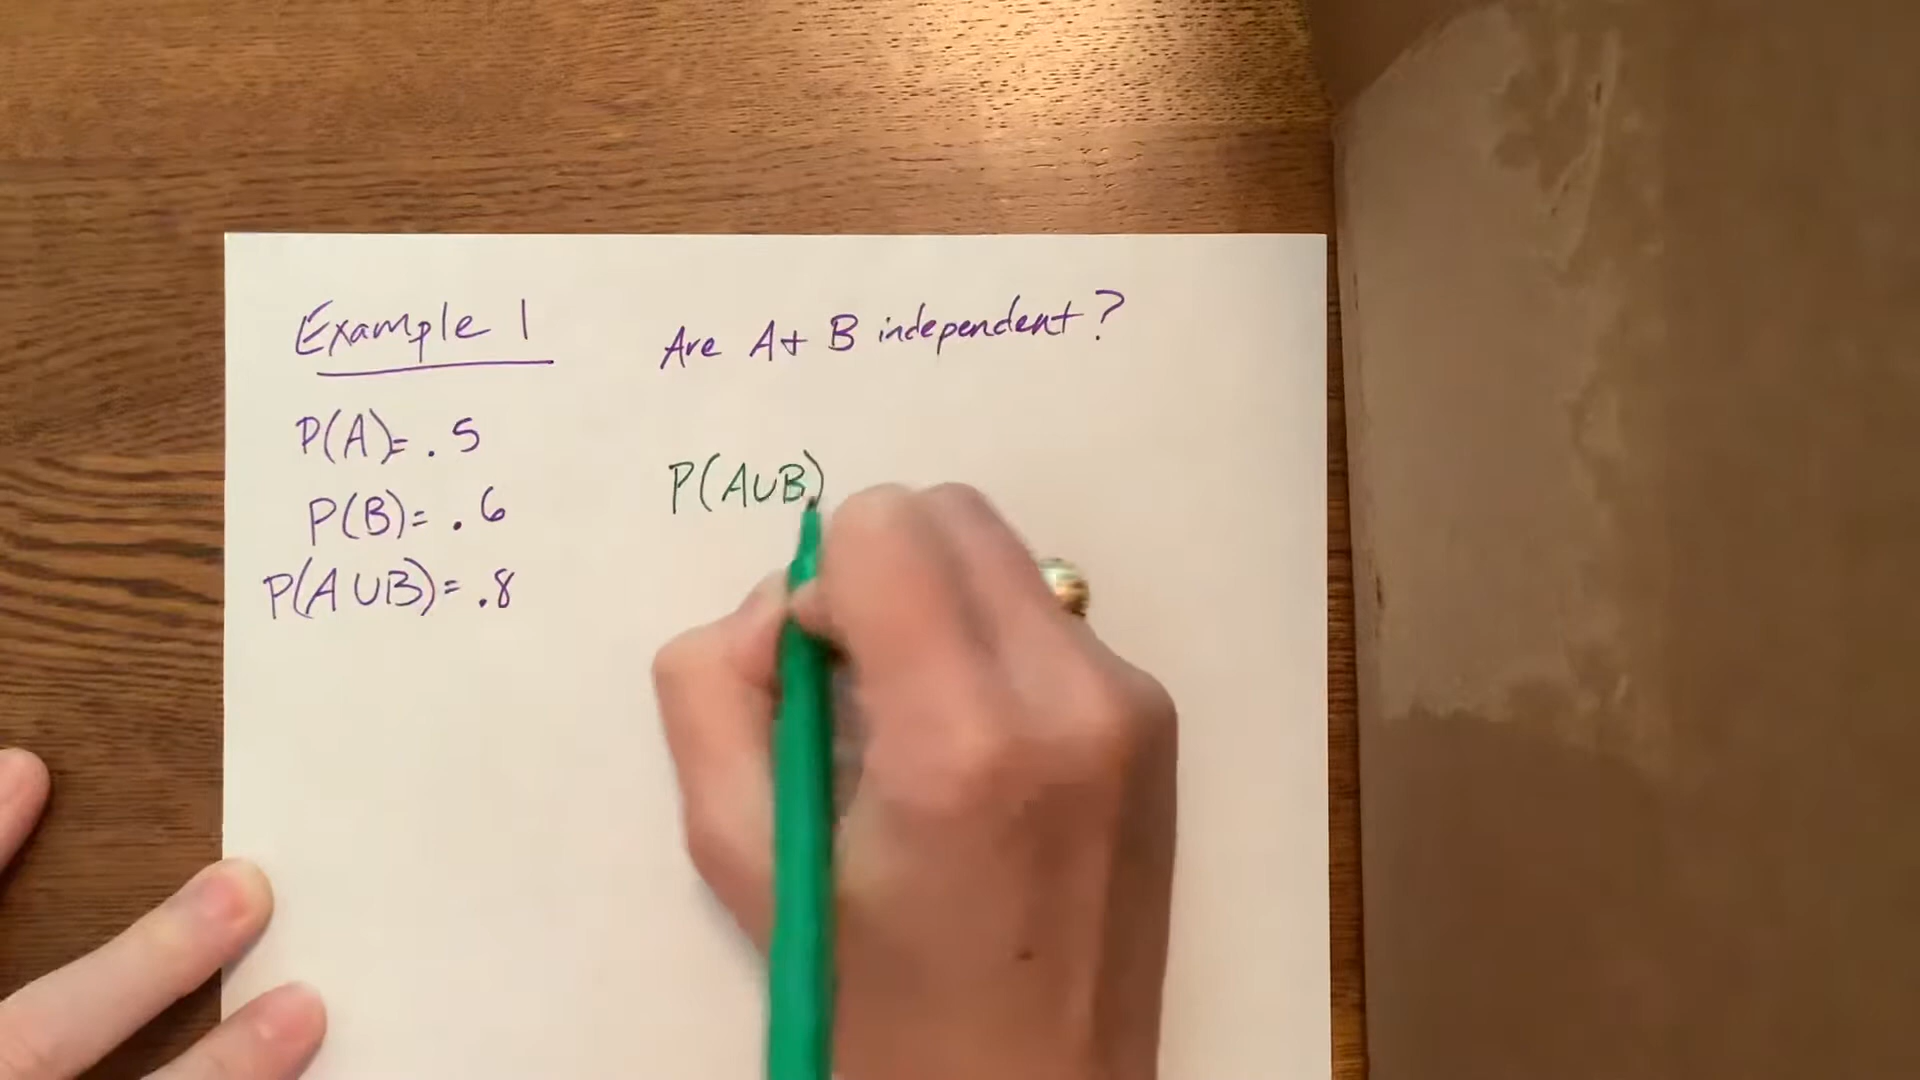 Example 1
Are A + B independent?
P(A)= .5
P(B)= .6
P(A∪B)= .8
P(A∪B)